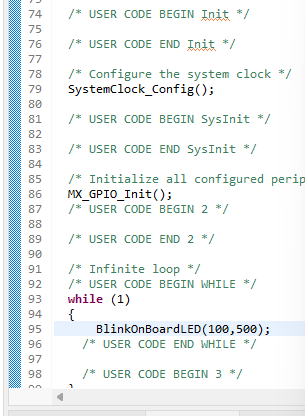 74 /* USER CODE BEGIN Init */
75
76 /* USER CODE END Init */
77
78 /* Configure the system clock */
79 SystemClock_Config();
80
81 /* USER CODE BEGIN SysInit */
82
83 /* USER CODE END SysInit */
84
85 /* Initialize all configured perip
86 MX_GPIO_Init();
87 /* USER CODE BEGIN 2 */
88
89 /* USER CODE END 2 */
90
91 /* Infinite loop */
92 /* USER CODE BEGIN WHILE */
93 while (1)
94 {
95 BlinkOnBoardLED(100,500);
96 /* USER CODE END WHILE */
97
98 /* USER CODE BEGIN 3 */